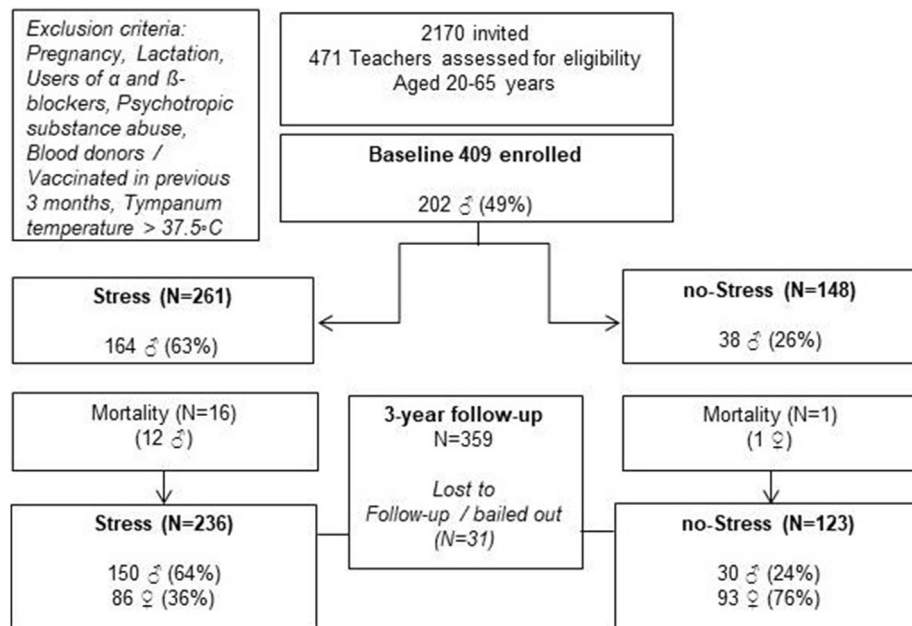 Exclusion criteria:
Pregnancy, Lactation,
Users of α and ß-
blockers, Psychotropic
substance abuse,
Blood donors /
Vaccinated in previous
3 months, Tympanum
temperature > 37.5◦C
2170 invited
471 Teachers assessed for eligibility
Aged 20-65 years
Baseline 409 enrolled
202 ♂ (49%)
Stress (N=261)
164 ♂ (63%)
no-Stress (N=148)
38 ♂ (26%)
Mortality (N=16)
(12 ♂)
3-year follow-up
N=359
Lost to
Follow-up / bailed out
(N=31)
Mortality (N=1)
(1 ♀)
Stress (N=236)
150 ♂ (64%)
86 ♀ (36%)
no-Stress (N=123)
30 ♂ (24%)
93 ♀ (76%)